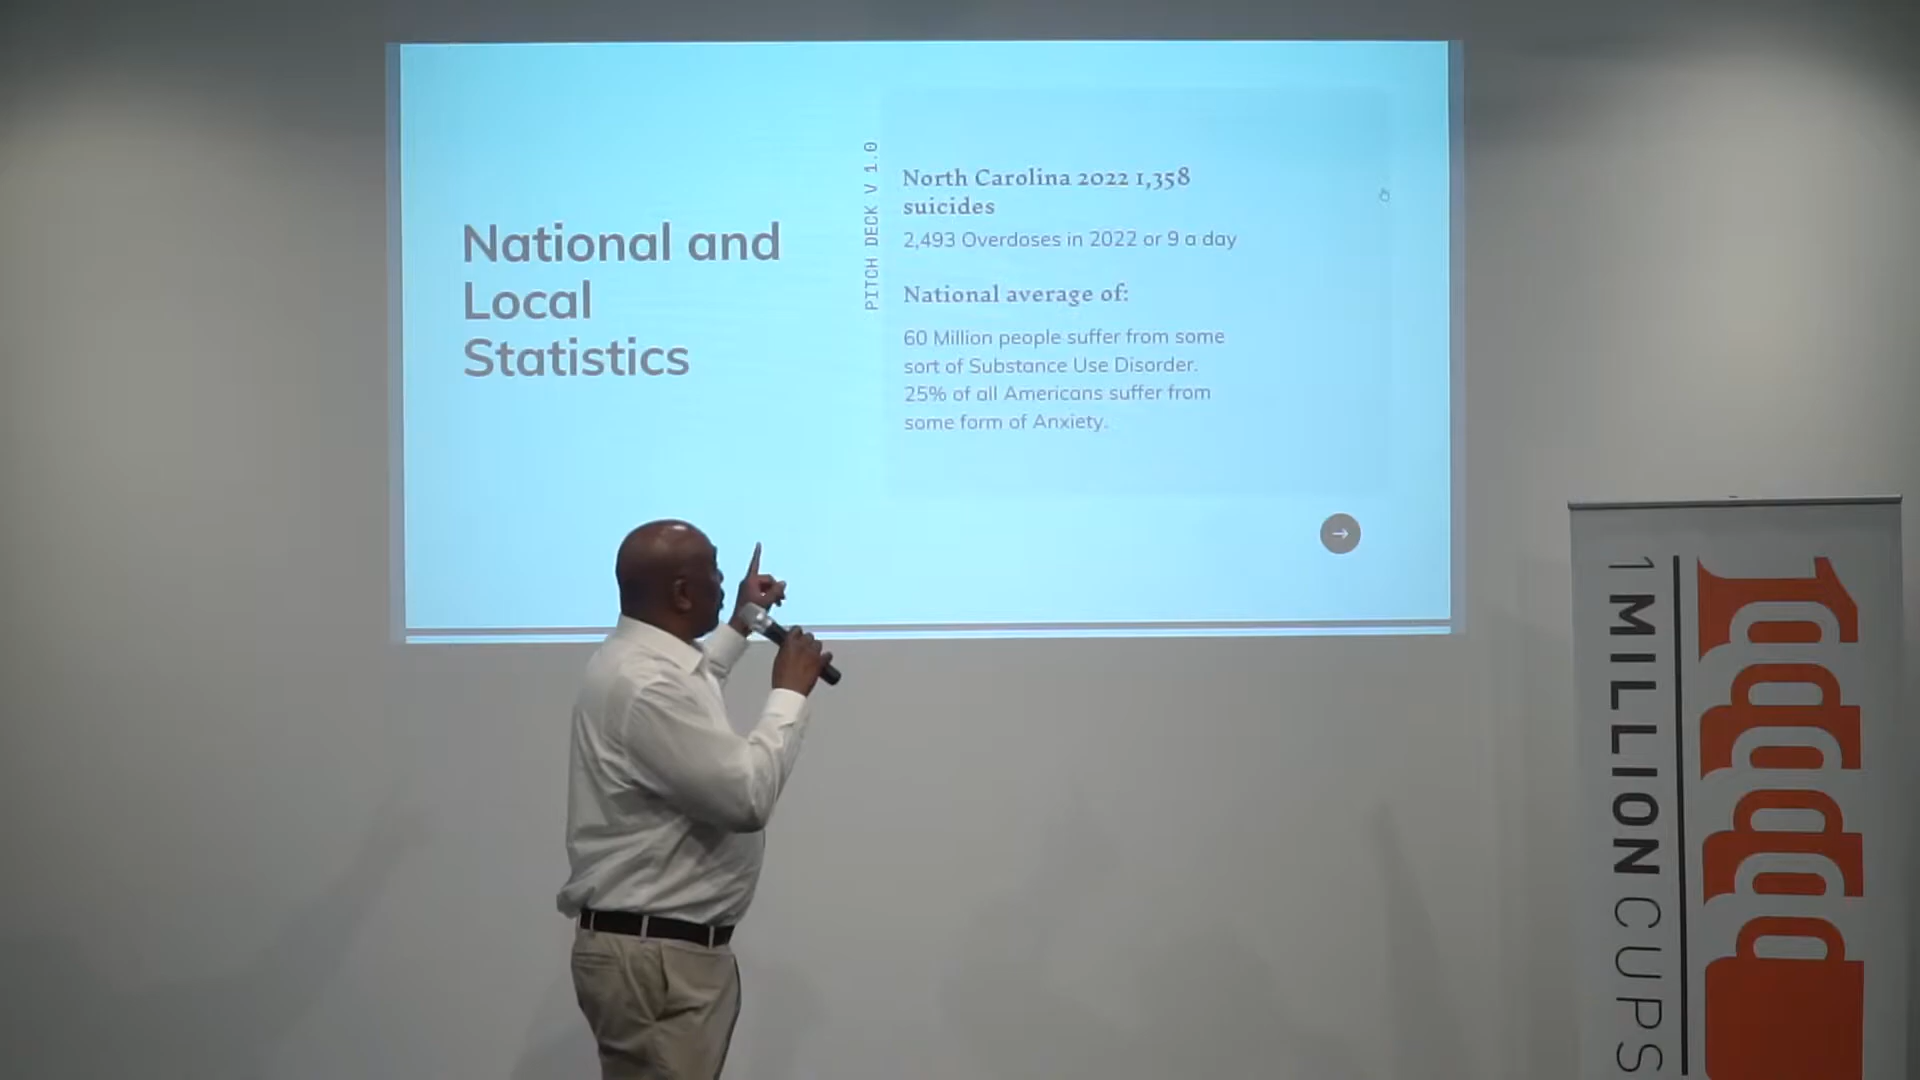 National and
Local
Statistics
PITCH DECK V 1.0
North Carolina 2022 1,358
suicides
2,493 Overdoses in 2022 or 9 a day
National average of:
60 Million people suffer from some
sort of Substance Use Disorder.
25% of all Americans suffer from
some form of Anxiety.
1 MILLION CUPS